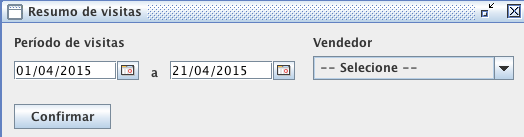 Resumo de visitas
Período de visitas Vendedor
01/04/2015 a 21/04/2015 -- Selecione --
Confirmar